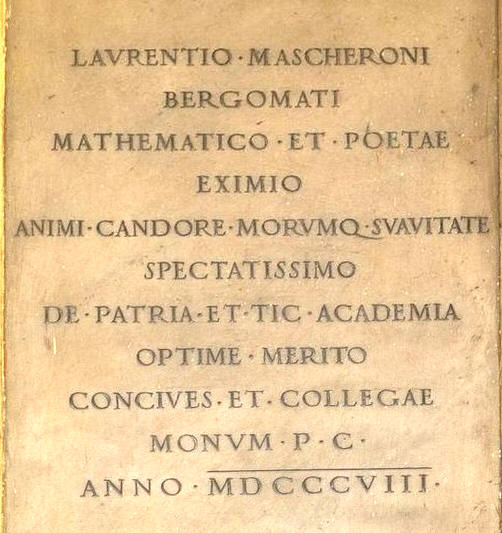 LAVRENTIO · MASCHERONI
BERGOMATI
MATHEMATICO · ET · POETAE
EXIMIO
ANIMI · CANDORE · MORVMQ · SVAVITATE
SPECTATISSIMO
DE · PATRIA · ET · TIC · ACADEMIA
OPTIME · MERITO
CONCIVES · ET · COLLEGAE
MONVM · P · C ·
ANNO · MDCCCVIII ·